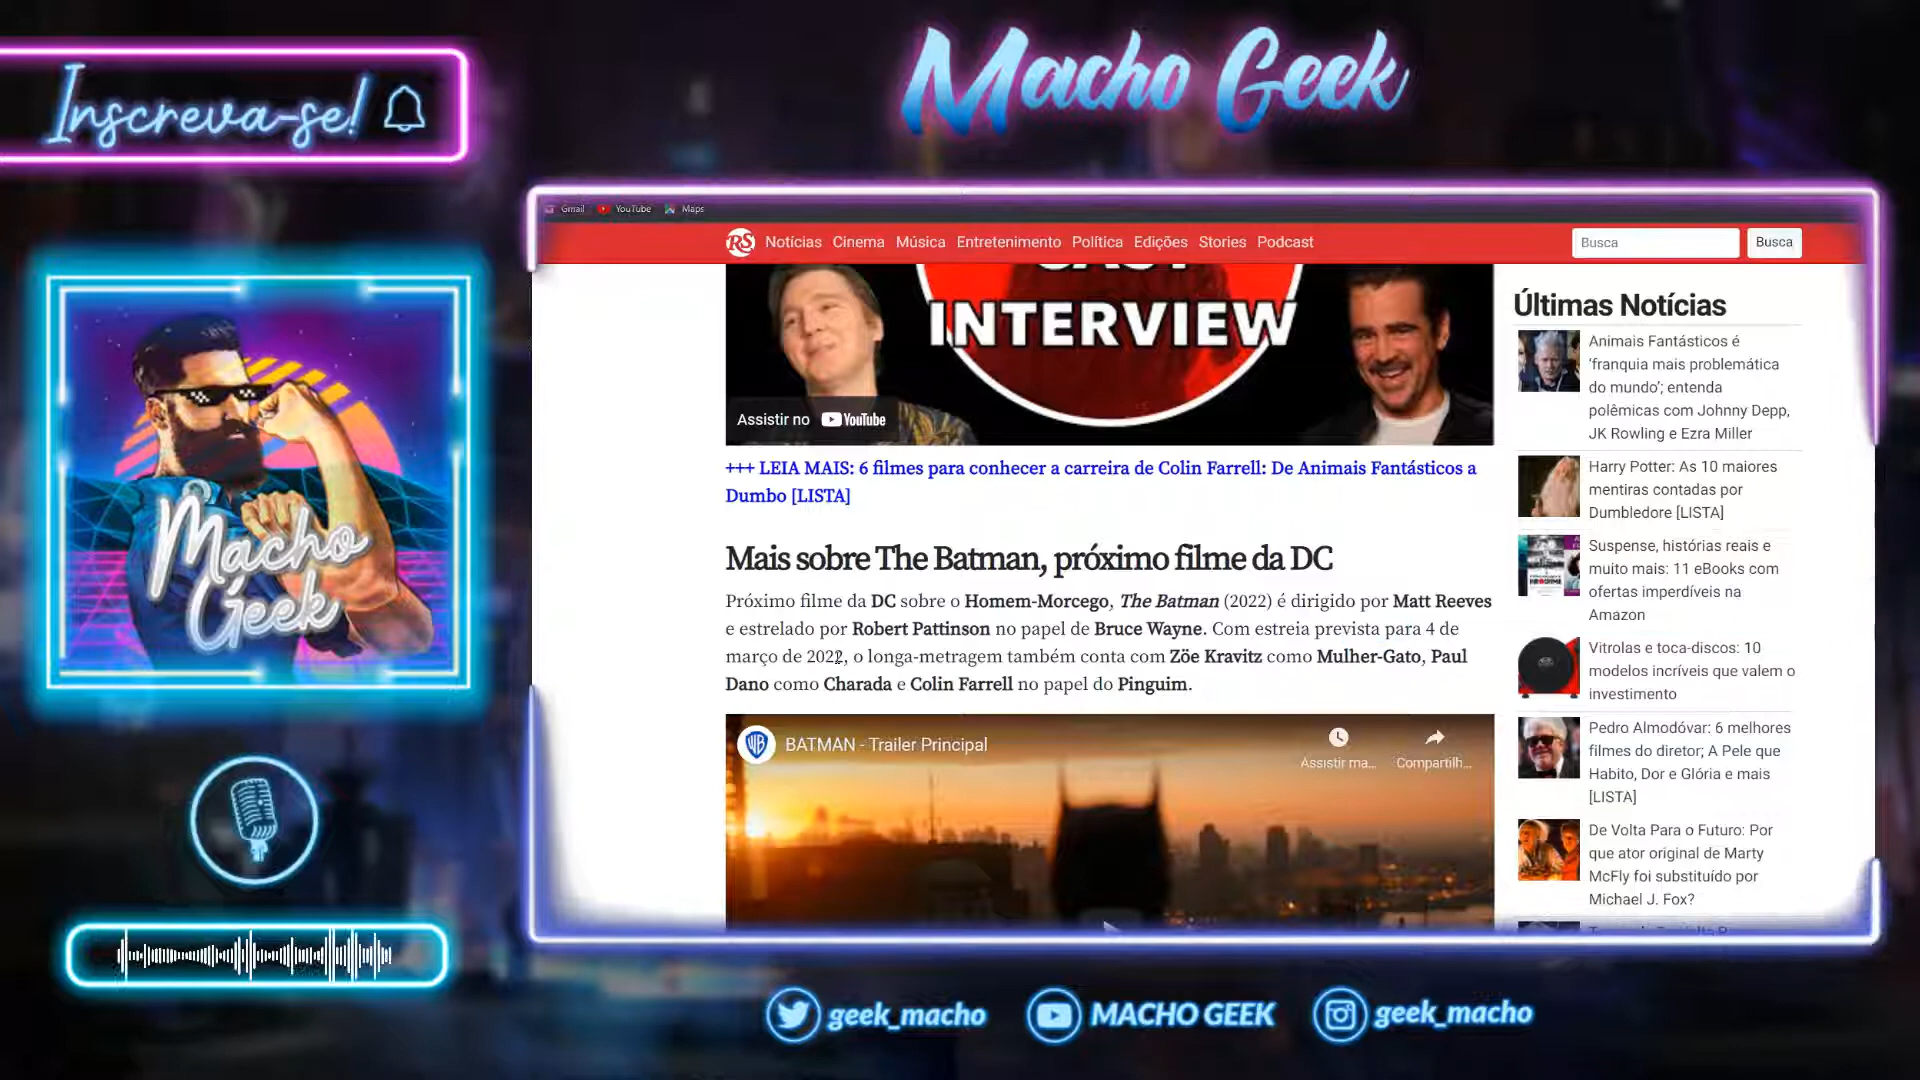 Inscreva-se!
Macho Geek
Macho
Geek
Gmail YouTube Maps
RS Notícias Cinema Música Entretenimento Política Edições Stories Podcast
Busca Busca
INTERVIEW
Assistir no YouTube
+++ LEIA MAIS: 6 filmes para conhecer a carreira de Colin Farrell: De Animais Fantásticos a
Dumbo [LISTA]
Mais sobre The Batman, próximo filme da DC
Próximo filme da DC sobre o Homem-Morcego, The Batman (2022) é dirigido por Matt Reeves
e estrelado por Robert Pattinson no papel de Bruce Wayne. Com estreia prevista para 4 de
março de 2022, o longa-metragem também conta com Zöe Kravitz como Mulher-Gato, Paul
Dano como Charada e Colin Farrell no papel do Pinguim.
WB BATMAN - Trailer Principal
Assistir ma... Compartilh...
Últimas Notícias
Animais Fantásticos é
‘franquia mais problemática
do mundo’; entenda
polêmicas com Johnny Depp,
JK Rowling e Ezra Miller
Harry Potter: As 10 maiores
mentiras contadas por
Dumbledore [LISTA]
Suspense, histórias reais e
muito mais: 11 eBooks com
ofertas imperdíveis na
Amazon
Vitrolas e toca-discos: 10
modelos incríveis que valem o
investimento
Pedro Almodóvar: 6 melhores
filmes do diretor; A Pele que
Habito, Dor e Glória e mais
[LISTA]
De Volta Para o Futuro: Por
que ator original de Marty
McFly foi substituído por
Michael J. Fox?
geek_macho MACHO GEEK geek_macho